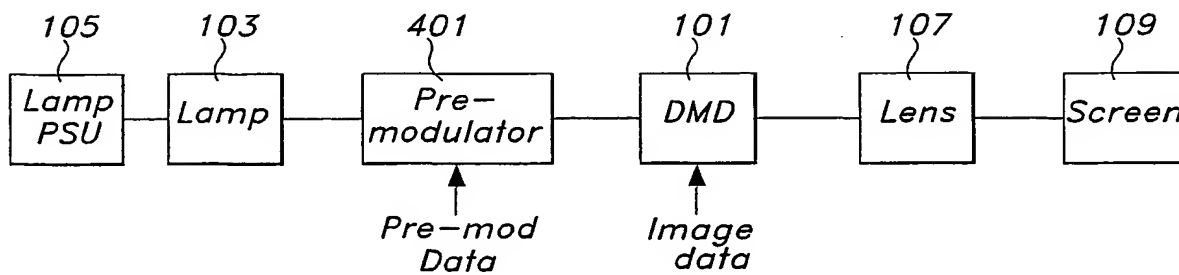 105 103 401 101 107 109
Lamp
PSU
Lamp
Pre-
modulator
DMD
Lens
Screen
Pre-mod
Data
Image
data